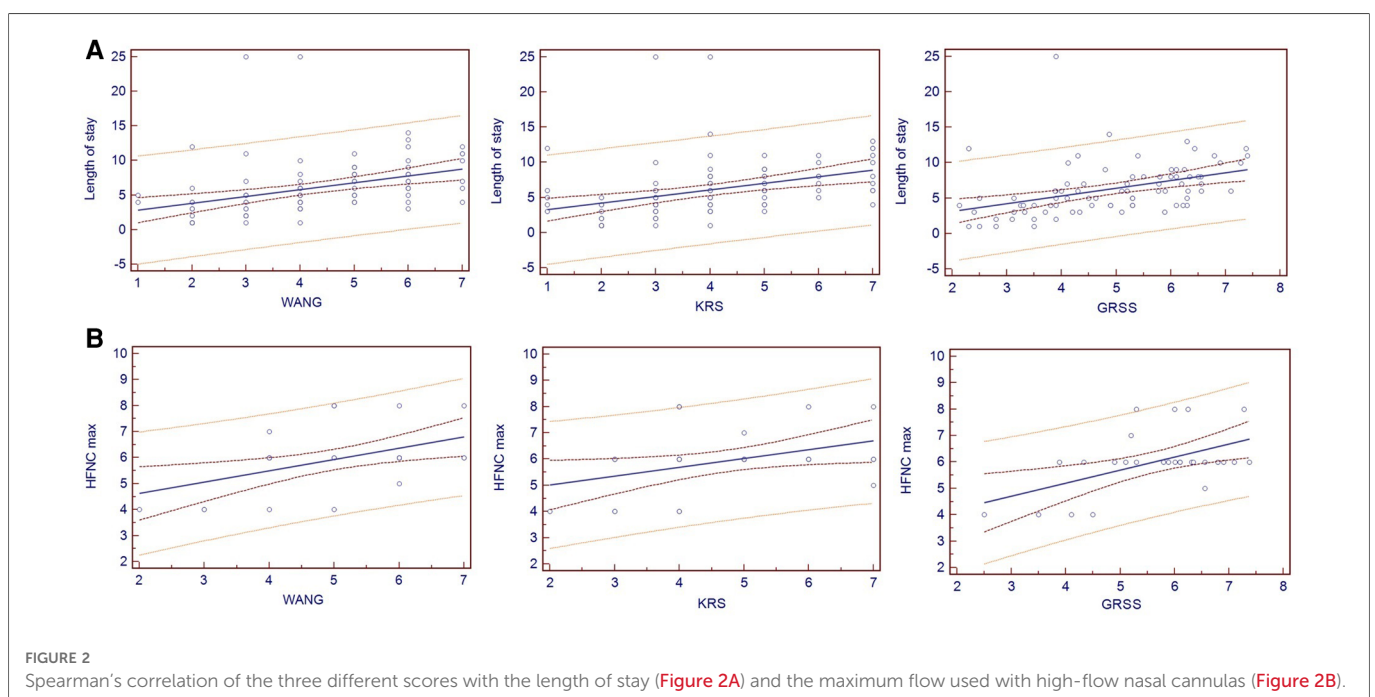 A
Length of stay
25
20
15
10
5
0
-5
1 2 3 4 5 6 7
WANG
Length of stay
25
20
15
10
5
0
-5
1 2 3 4 5 6 7
KRS
Length of stay
25
20
15
10
5
0
-5
2 3 4 5 6 7 8
GRSS
B
HFNC max
10
9
8
7
6
5
4
3
2
2 3 4 5 6 7
WANG
HFNC max
10
9
8
7
6
5
4
3
2
2 3 4 5 6 7
KRS
HFNC max
10
9
8
7
6
5
4
3
2
2 3 4 5 6 7 8
GRSS
FIGURE 2
Spearman's correlation of the three different scores with the length of stay (Figure 2A) and the maximum flow used with high-flow nasal cannulas (Figure 2B).